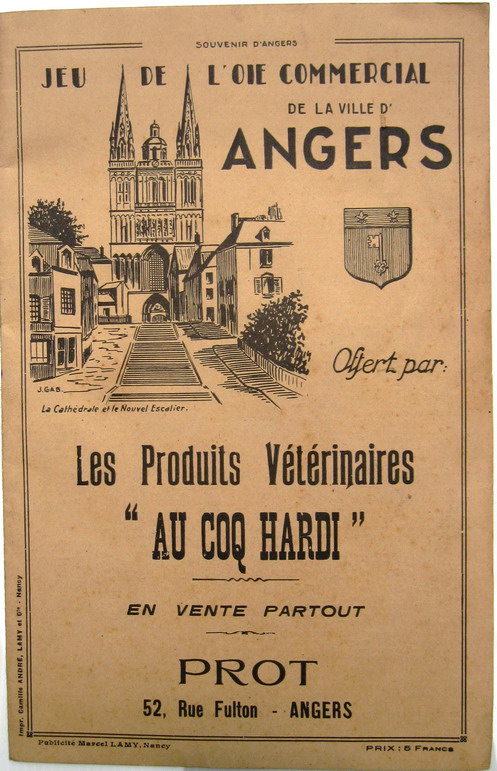 SOUVENIR D'ANGERS
JEU DE L'OIE COMMERCIAL
DE LA VILLE D'
ANGERS
J. GAB.
La Cathédrale et le Nouvel Escalier.
Offert par:
Les Produits Vétérinaires
" AU COQ HARDI "
EN VENTE PARTOUT
PROT
52, Rue Fulton - ANGERS
Impr. Camille ANDRÉ, LAMY et Cie - Nancy
Publicité Marcel LAMY, Nancy
PRIX : 5 FRANCS